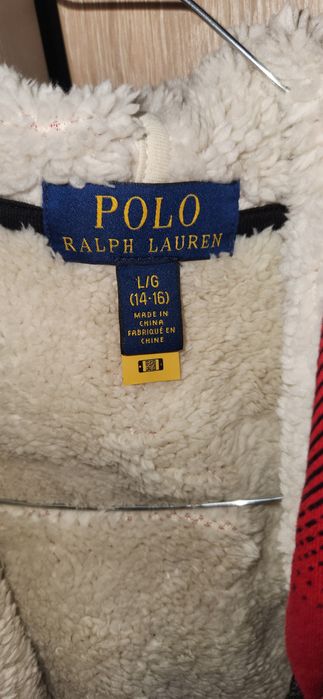 POLO
RALPH LAUREN
L/G
(14-16)
MADE IN
CHINA
FABRIQUÉ EN
CHINE